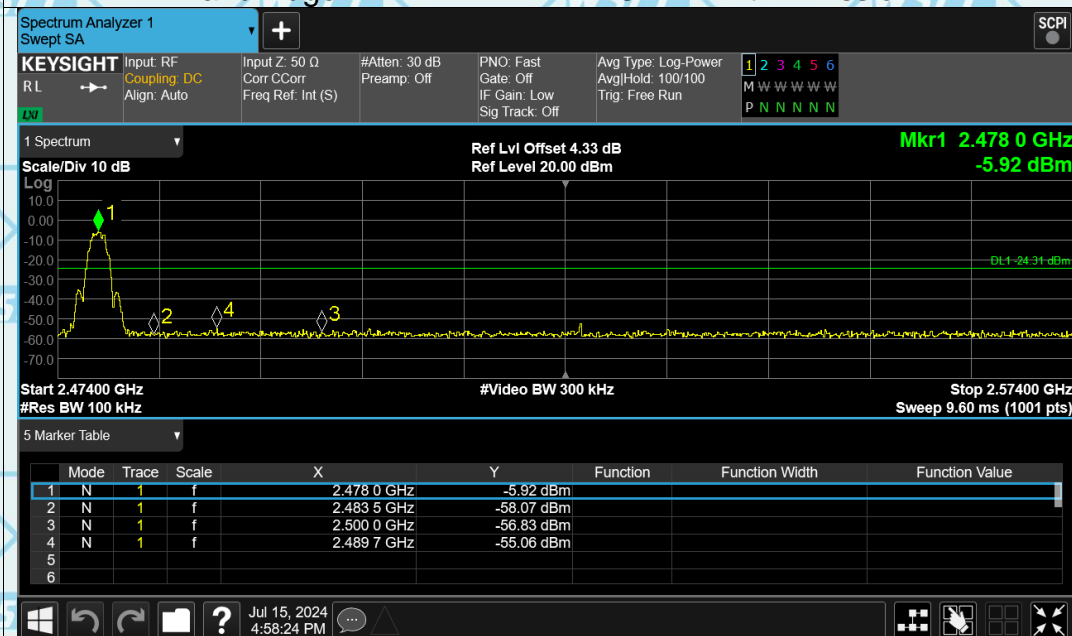 Spectrum Analyzer 1
Swept SA
+
SCPI
KEYSIGHT
RL
LXI
Input: RF
Coupling: DC
Align: Auto
Input Z: 50 Ω
Corr CCorr
Freq Ref: Int (S)
#Atten: 30 dB
Preamp: Off
PNO: Fast
Gate: Off
IF Gain: Low
Sig Track: Off
Avg Type: Log-Power
Avg|Hold: 100/100
Trig: Free Run
1 2 3 4 5 6
M W W W W W
P N N N N N
1 Spectrum
Scale/Div 10 dB
Ref Lvl Offset 4.33 dB
Ref Level 20.00 dBm
Mkr1 2.478 0 GHz
-5.92 dBm
Log
10.0
0.00
-10.0
-20.0
-30.0
-40.0
-50.0
-60.0
-70.0
1
2
4
3
DL1 -24.31 dBm
Start 2.47400 GHz
#Video BW 300 kHz
Stop 2.57400 GHz
#Res BW 100 kHz
Sweep 9.60 ms (1001 pts)
5 Marker Table
Mode Trace Scale X Y Function Function Width Function Value
1 N 1 f 2.478 0 GHz -5.92 dBm
2 N 1 f 2.483 5 GHz -58.07 dBm
3 N 1 f 2.500 0 GHz -56.83 dBm
4 N 1 f 2.489 7 GHz -55.06 dBm
5
6
?
Jul 15, 2024
4:58:24 PM